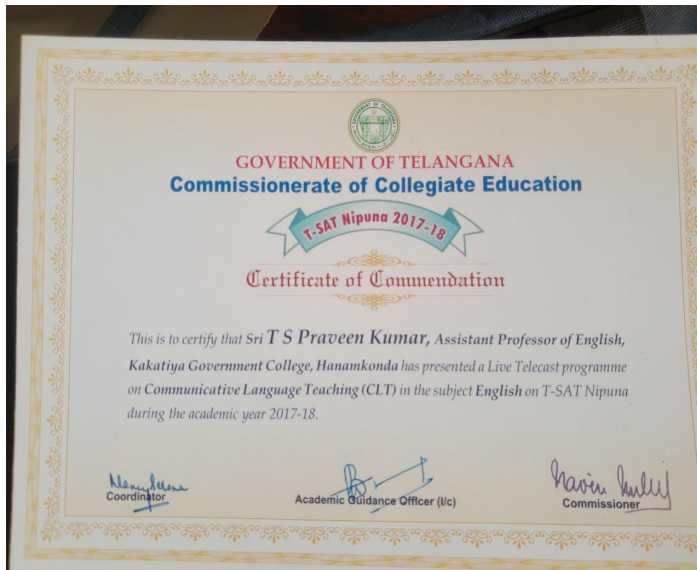 GOVERNMENT OF TELANGANA
Commissionerate of Collegiate Education
T-SAT Nipuna 2017-18
Certificate of Commendation
This is to certify that Sri T S Praveen Kumar, Assistant Professor of English,
Kakatiya Government College, Hanamkonda has presented a Live Telecast programme
on Communicative Language Teaching (CLT) in the subject English on T-SAT Nipuna
during the academic year 2017-18.
Coordinator
Academic Guidance Officer (I/c)
Commissioner